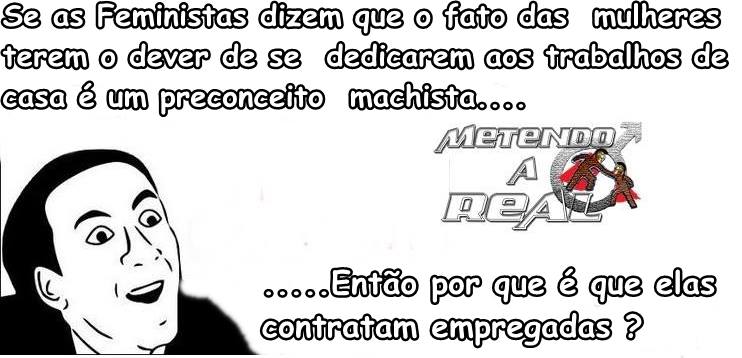 Se as Feministas dizem que o fato das mulheres
terem o dever de se dedicarem aos trabalhos de
casa é um preconceito machista....
METENDO
A
REAL
.....Então por que é que elas
contratam empregadas ?